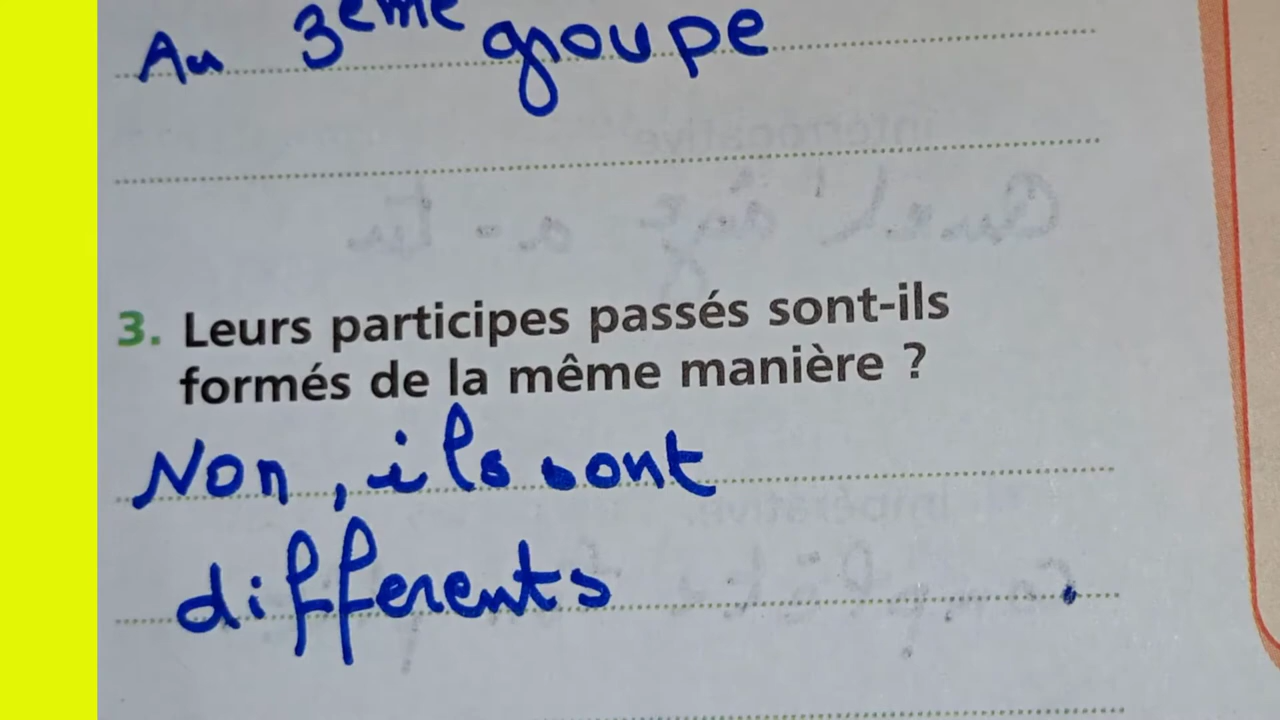 Au 3ème groupe
3. Leurs participes passés sont-ils
formés de la même manière ?
Non, ils sont
differents